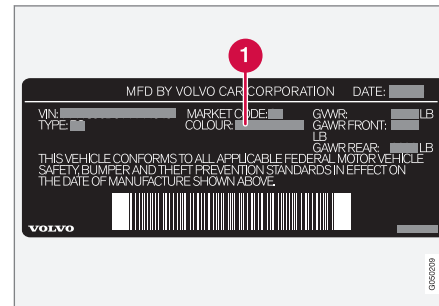 1
MFD BY VOLVO CAR CORPORATION DATE:
VIN: MARKET CODE: GVWR: LB
TYPE: COLOUR: GAWR FRONT:
LB
GAWR REAR: LB
THIS VEHICLE CONFORMS TO ALL APPLICABLE FEDERAL MOTOR VEHICLE
SAFETY, BUMPER AND THEFT PREVENTION STANDARDS IN EFFECT ON
THE DATE OF MANUFACTURE SHOWN ABOVE.
VOLVO
G050209